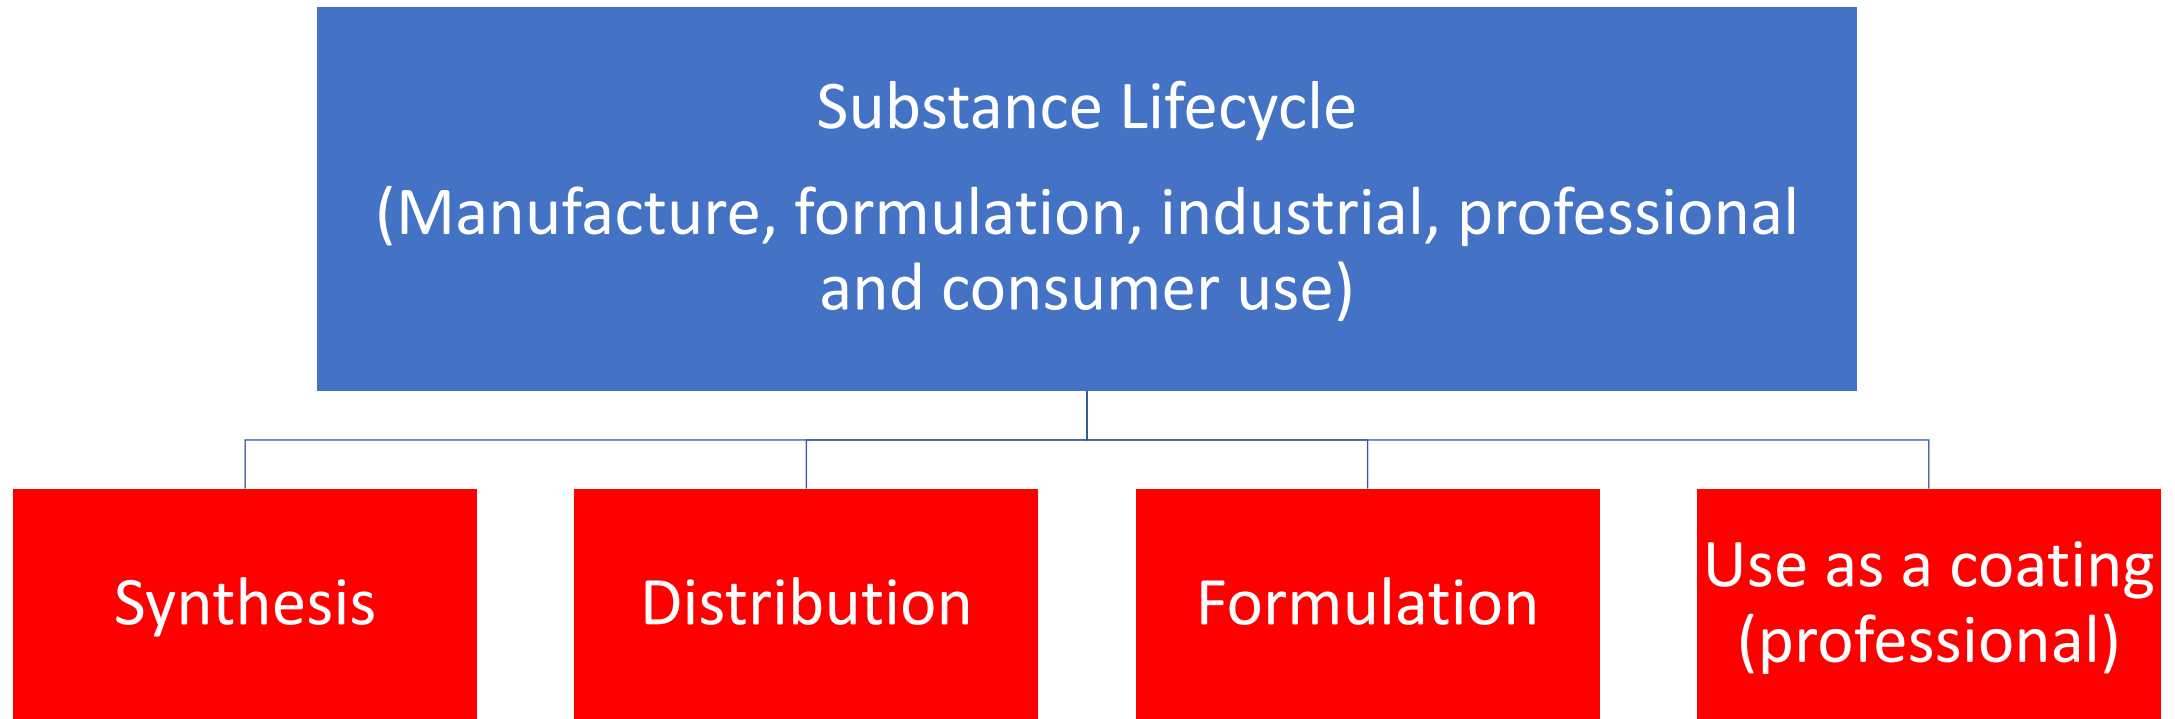 Substance Lifecycle
(Manufacture, formulation, industrial, professional
and consumer use)
Synthesis
Distribution
Formulation
Use as a coating
(professional)